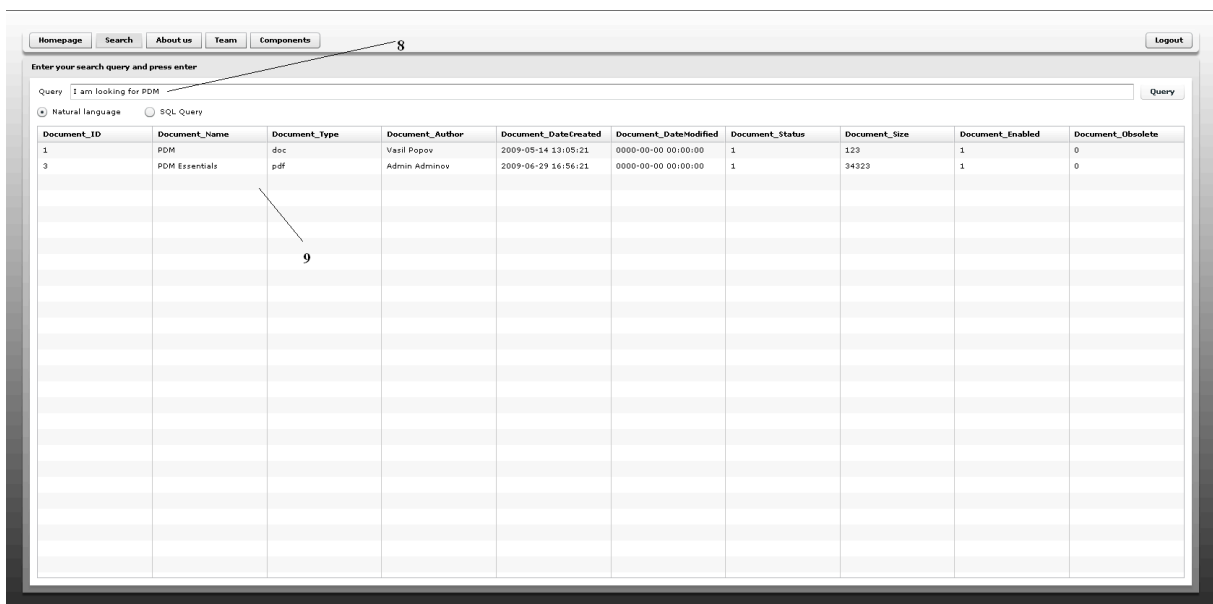 Homepage Search About us Team Components Logout
8
Enter your search query and press enter
Query I am looking for PDM Query
Natural language SQL Query
Document_ID Document_Name Document_Type Document_Author Document_DateCreated Document_DateModified Document_Status Document_Size Document_Enabled Document_Obsolete
1 PDM doc Vasil Popov 2009-05-14 13:05:21 0000-00-00 00:00:00 1 123 1 0
3 PDM Essentials pdf Admin Adminov 2009-06-29 16:56:21 0000-00-00 00:00:00 1 34323 1 0
9